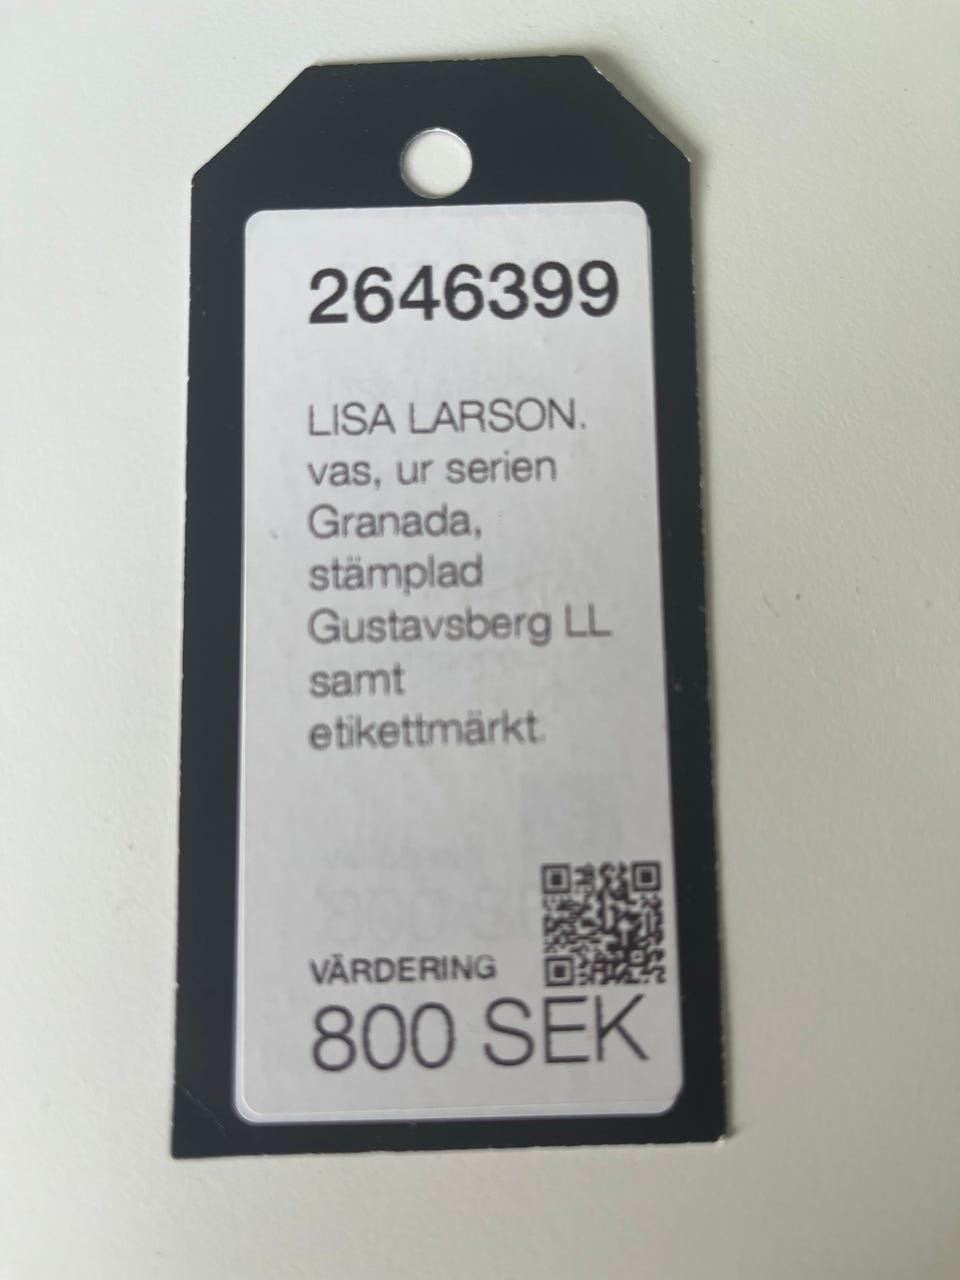 2646399
LISA LARSON.
vas, ur serien
Granada,
stämplad
Gustavsberg LL
samt
etikettmärkt.
VÄRDERING
800 SEK